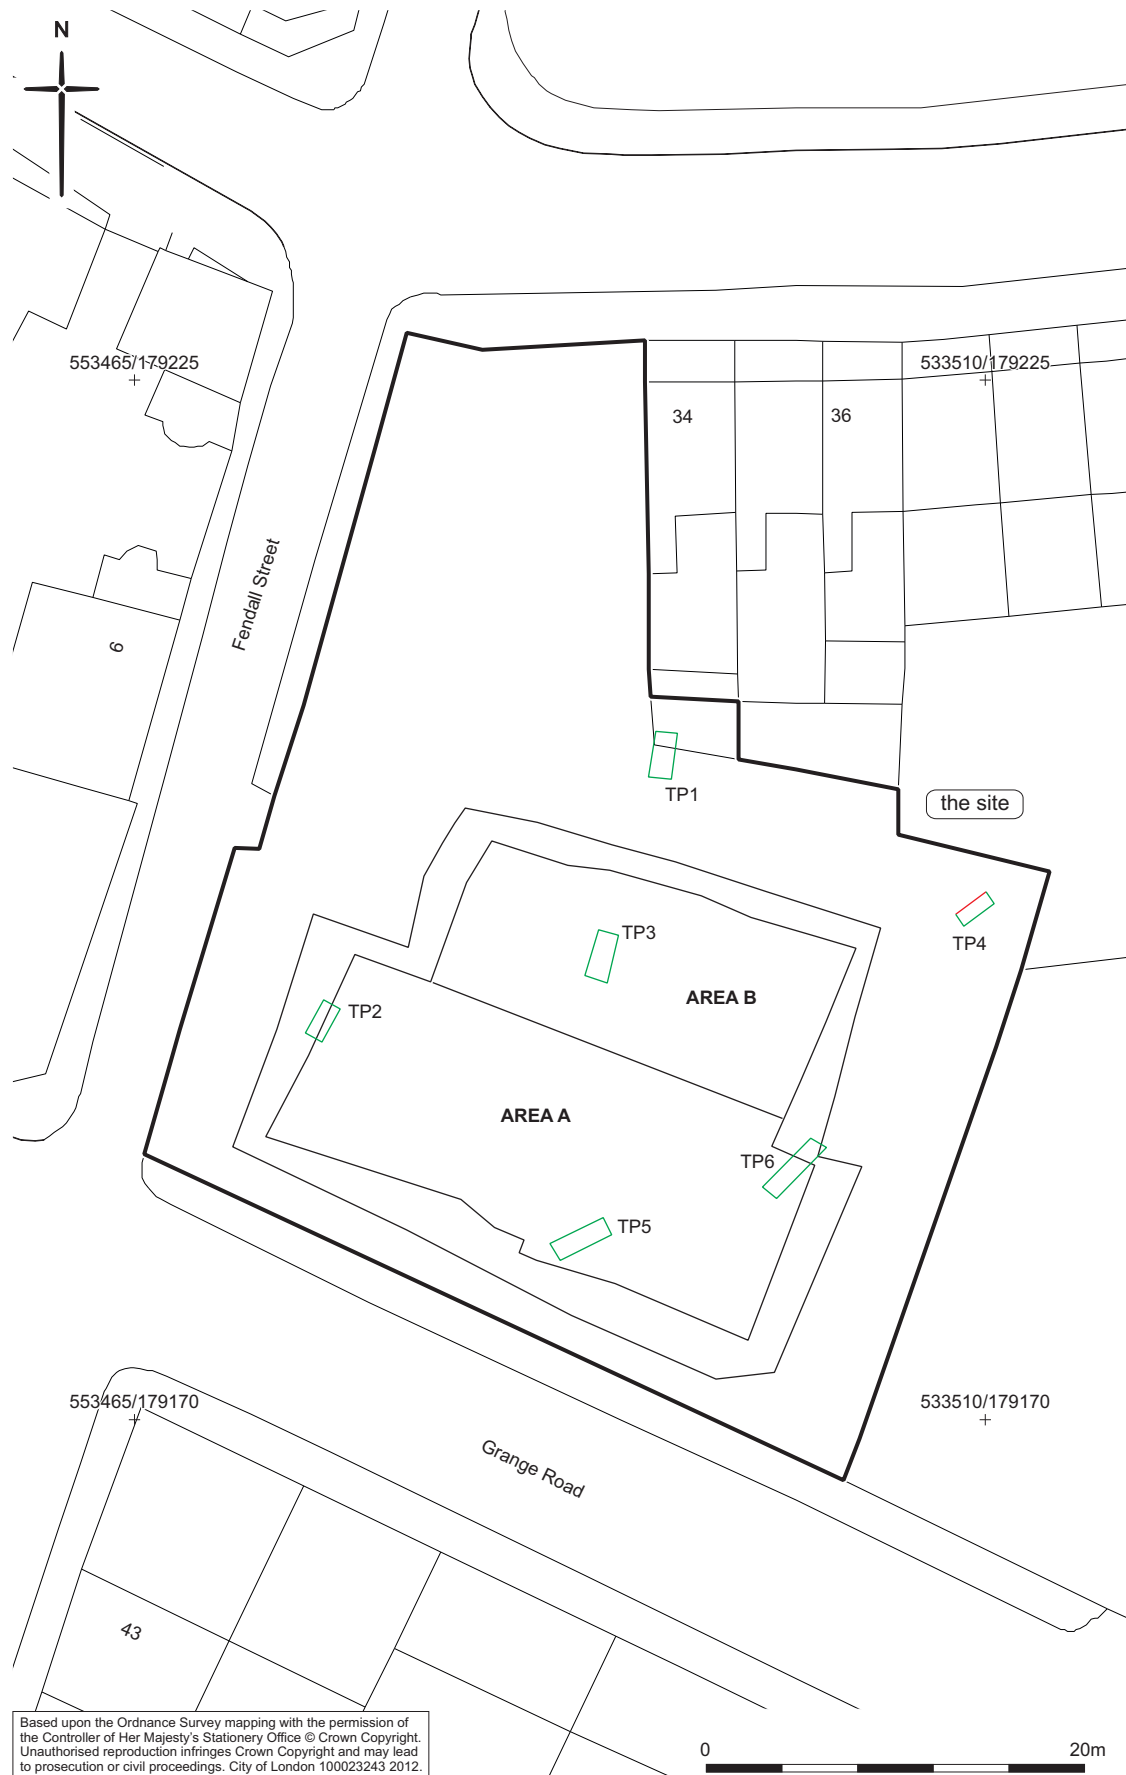 N
553465/179225
533510/179225
34
36
Fendall Street
6
TP1
the site
TP4
TP3
TP2
AREA B
AREA A
TP6
TP5
553465/179170
533510/179170
Grange Road
43
Based upon the Ordnance Survey mapping with the permission of
the Controller of Her Majesty's Stationery Office © Crown Copyright.
Unauthorised reproduction infringes Crown Copyright and may lead
to prosecution or civil proceedings. City of London 100023243 2012.
0
20m